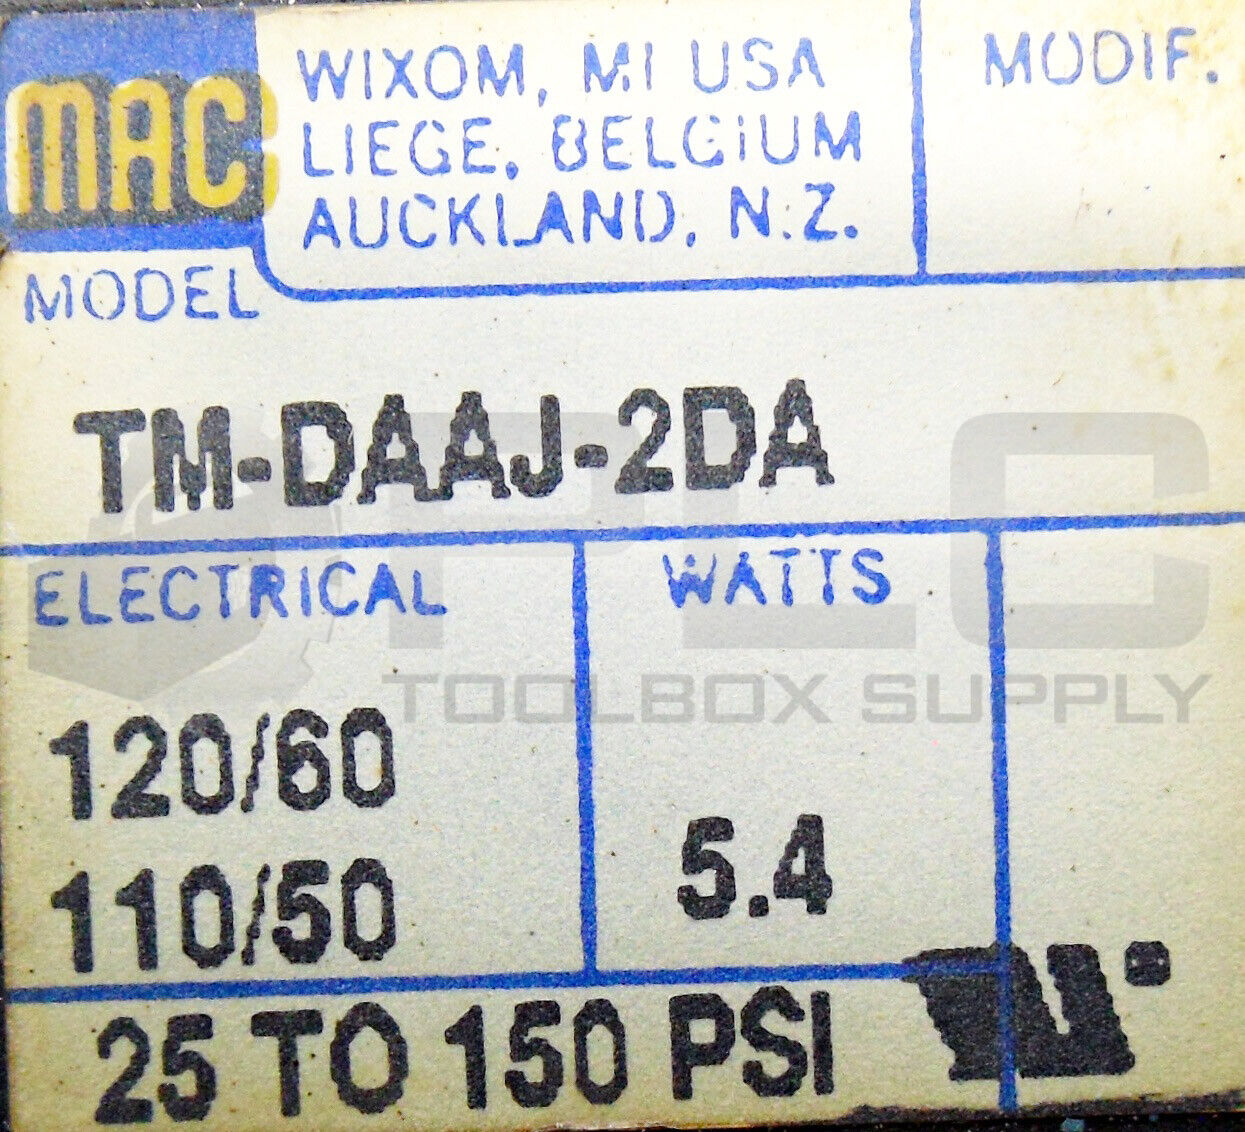 MAC
WIXOM, MI USA
LIEGE, BELGIUM
AUCKLAND, N.Z.
MODIF.
MODEL
TM-DAAJ-2DA
ELECTRICAL
WATTS
120/60
110/50
5.4
25 TO 150 PSI
PLC
TOOLBOX SUPPLY